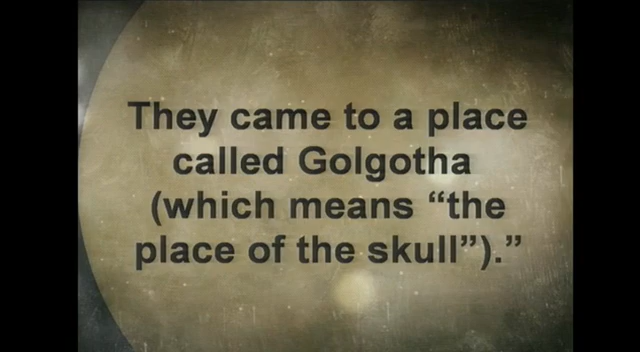 They came to a place
called Golgotha
(which means “the
place of the skull”).”